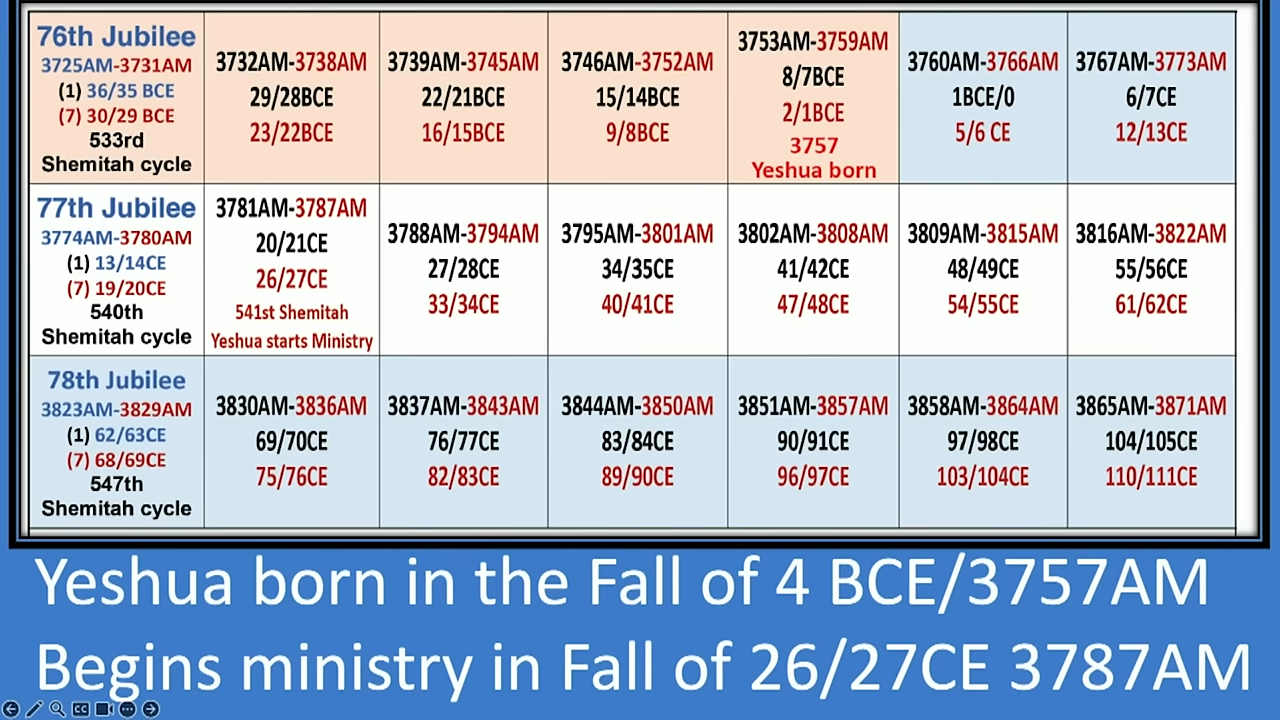 76th Jubilee
3725AM-3731AM
(1) 36/35 BCE
(7) 30/29 BCE
533rd
Shemitah cycle
3732AM-3738AM
29/28BCE
23/22BCE
3739AM-3745AM
22/21BCE
16/15BCE
3746AM-3752AM
15/14BCE
9/8BCE
3753AM-3759AM
8/7BCE
2/1BCE
3757
Yeshua born
3760AM-3766AM
1BCE/0
5/6 CE
3767AM-3773AM
6/7CE
12/13CE
77th Jubilee
3774AM-3780AM
(1) 13/14CE
(7) 19/20CE
540th
Shemitah cycle
3781AM-3787AM
20/21CE
26/27CE
541st Shemitah
Yeshua starts Ministry
3788AM-3794AM
27/28CE
33/34CE
3795AM-3801AM
34/35CE
40/41CE
3802AM-3808AM
41/42CE
47/48CE
3809AM-3815AM
48/49CE
54/55CE
3816AM-3822AM
55/56CE
61/62CE
78th Jubilee
3823AM-3829AM
(1) 62/63CE
(7) 68/69CE
547th
Shemitah cycle
3830AM-3836AM
69/70CE
75/76CE
3837AM-3843AM
76/77CE
82/83CE
3844AM-3850AM
83/84CE
89/90CE
3851AM-3857AM
90/91CE
96/97CE
3858AM-3864AM
97/98CE
103/104CE
3865AM-3871AM
104/105CE
110/111CE
Yeshua born in the Fall of 4 BCE/3757AM
Begins ministry in Fall of 26/27CE 3787AM
CC